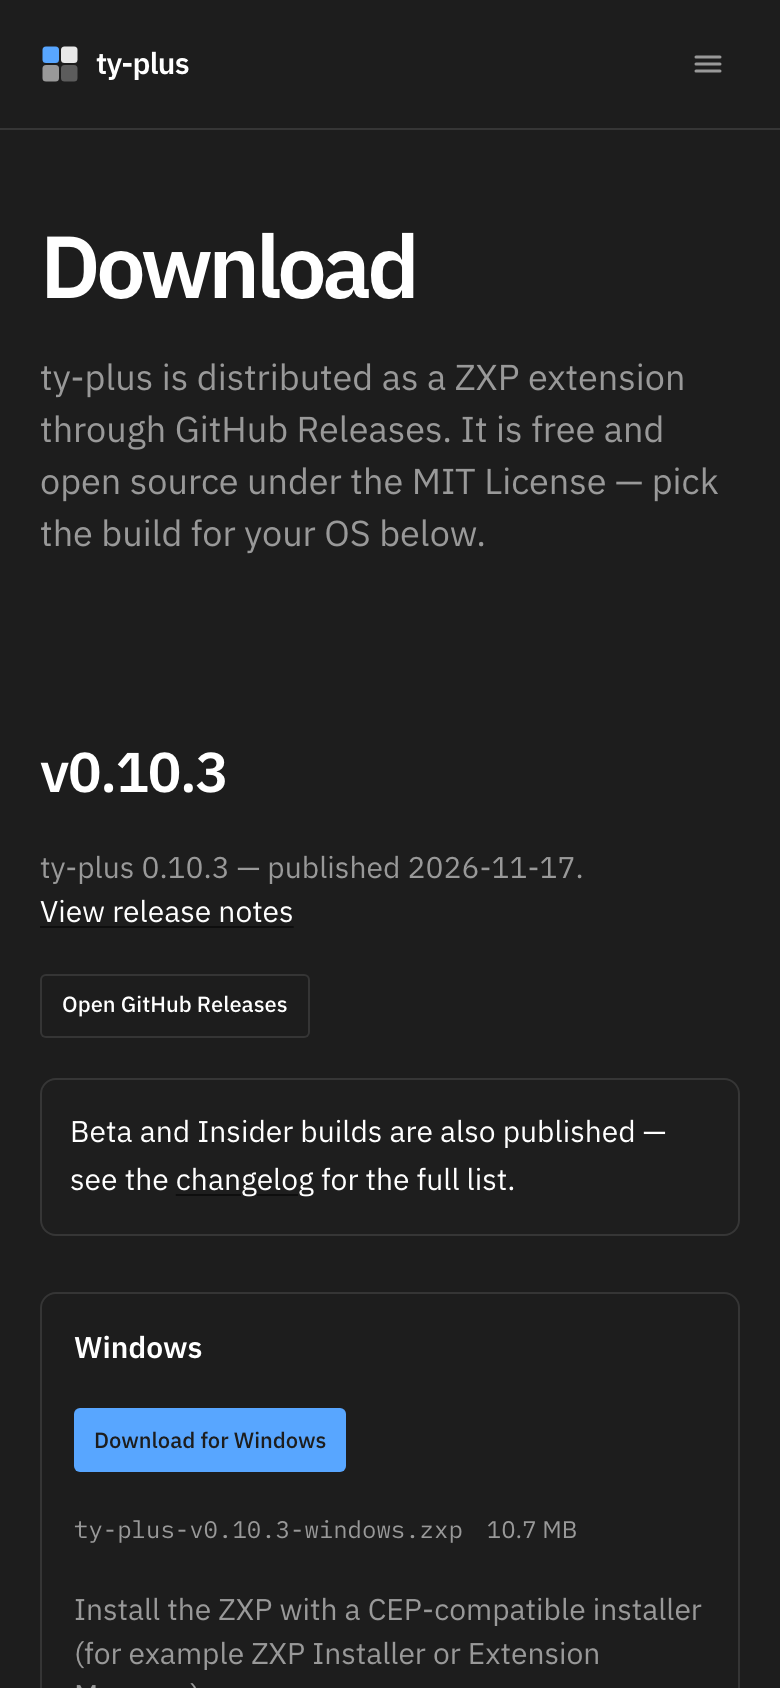 ty-plus
Download
ty-plus is distributed as a ZXP extension
through GitHub Releases. It is free and
open source under the MIT License — pick
the build for your OS below.
v0.10.3
ty-plus 0.10.3 — published 2026-11-17.
View release notes
Open GitHub Releases
Beta and Insider builds are also published —
see the changelog for the full list.
Windows
Download for Windows
ty-plus-v0.10.3-windows.zxp 10.7 MB
Install the ZXP with a CEP-compatible installer
(for example ZXP Installer or Extension